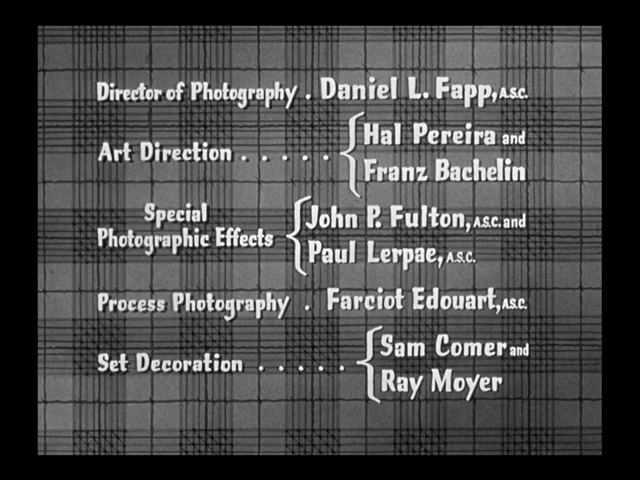 Director of Photography . Daniel L. Fapp, A.S.C.
Art Direction . . . . . { Hal Pereira and
Franz Bachelin
Special
Photographic Effects { John P. Fulton, A.S.C. and
Paul Lerpae, A.S.C.
Process Photography . Farciot Edouart, A.S.C.
Set Decoration . . . . . { Sam Comer and
Ray Moyer